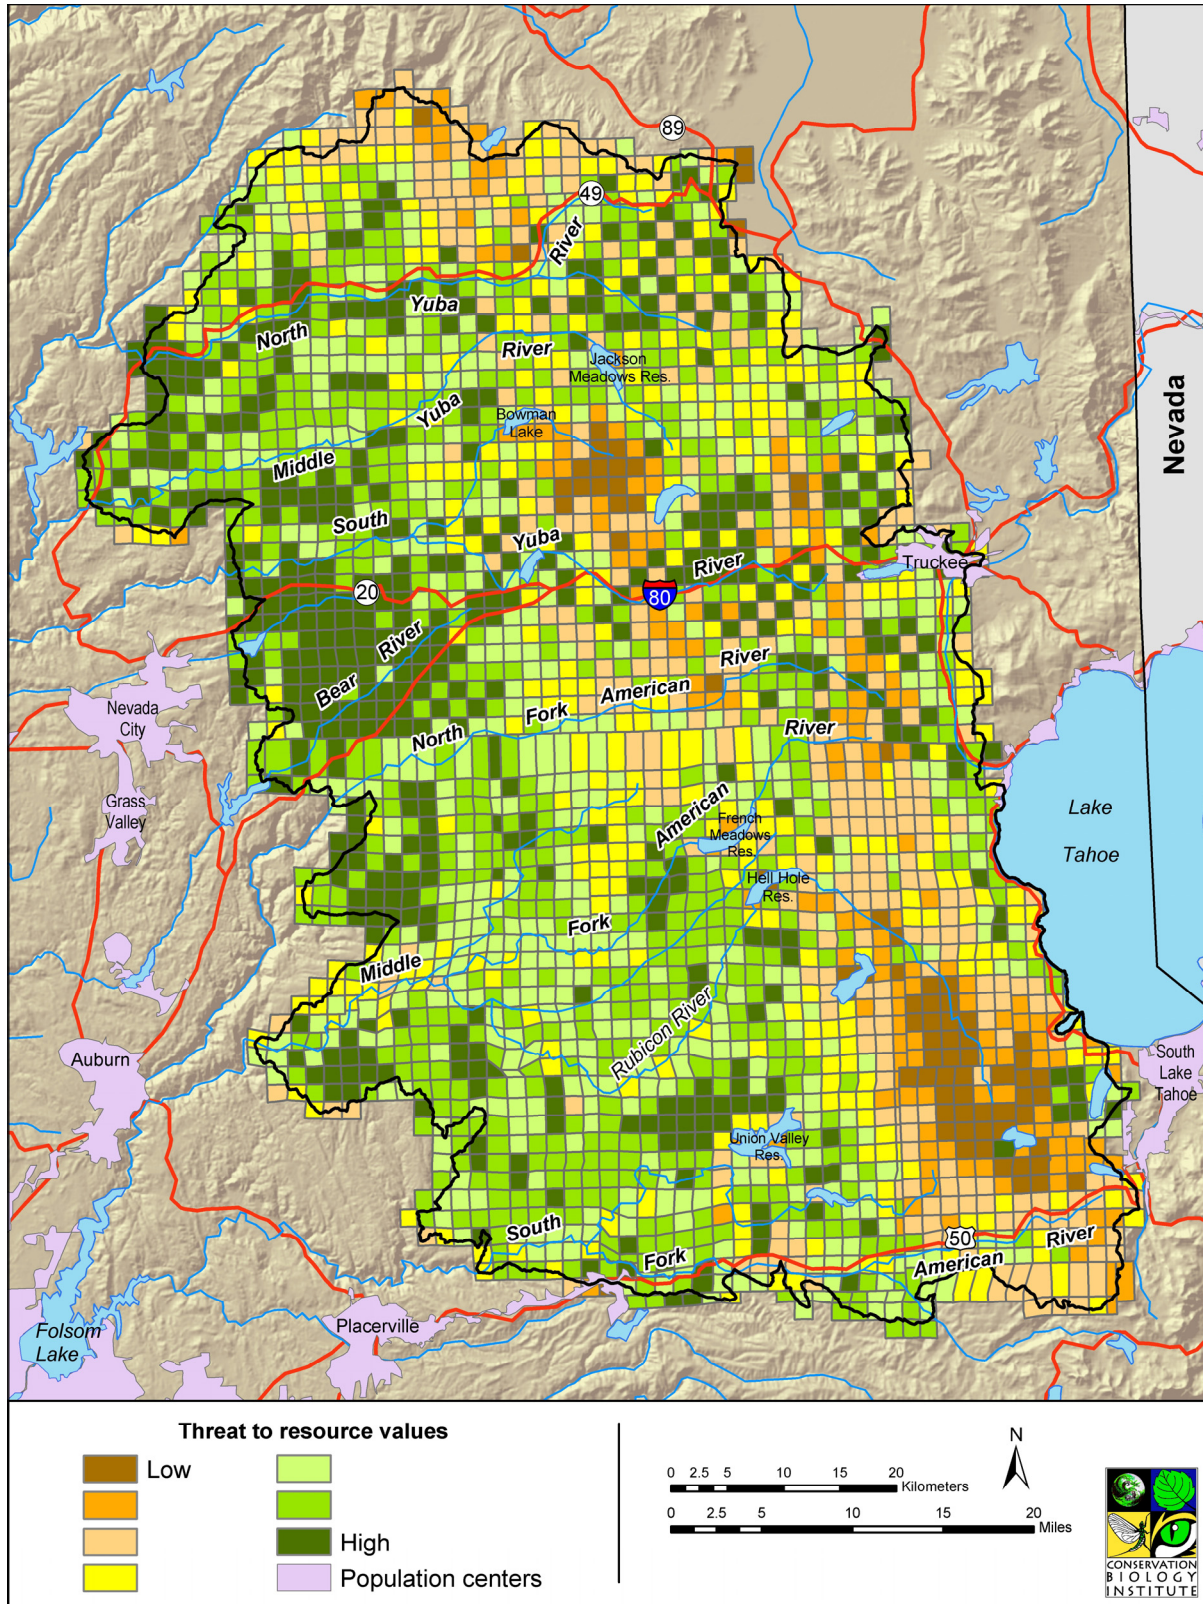 89
49
River
Yuba
North
River
Jackson
Meadows Res.
Yuba
Bowman
Lake
Middle
Nevada
South
Yuba
River
Truckee
20
80
River
Bear
River
American
Fork
North
River
Nevada
City
Grass
Valley
American
French
Meadows
Res.
Hell Hole
Res.
Lake
Tahoe
Fork
Middle
Rubicon River
Auburn
South
Lake
Tahoe
Union Valley
Res.
South
Fork
50
American
River
Folsom
Lake
Placerville
Threat to resource values
Low
High
Population centers
N
0 2.5 5 10 15 20
Kilometers
0 2.5 5 10 15 20
Miles
CONSERVATION
BIOLOGY
INSTITUTE